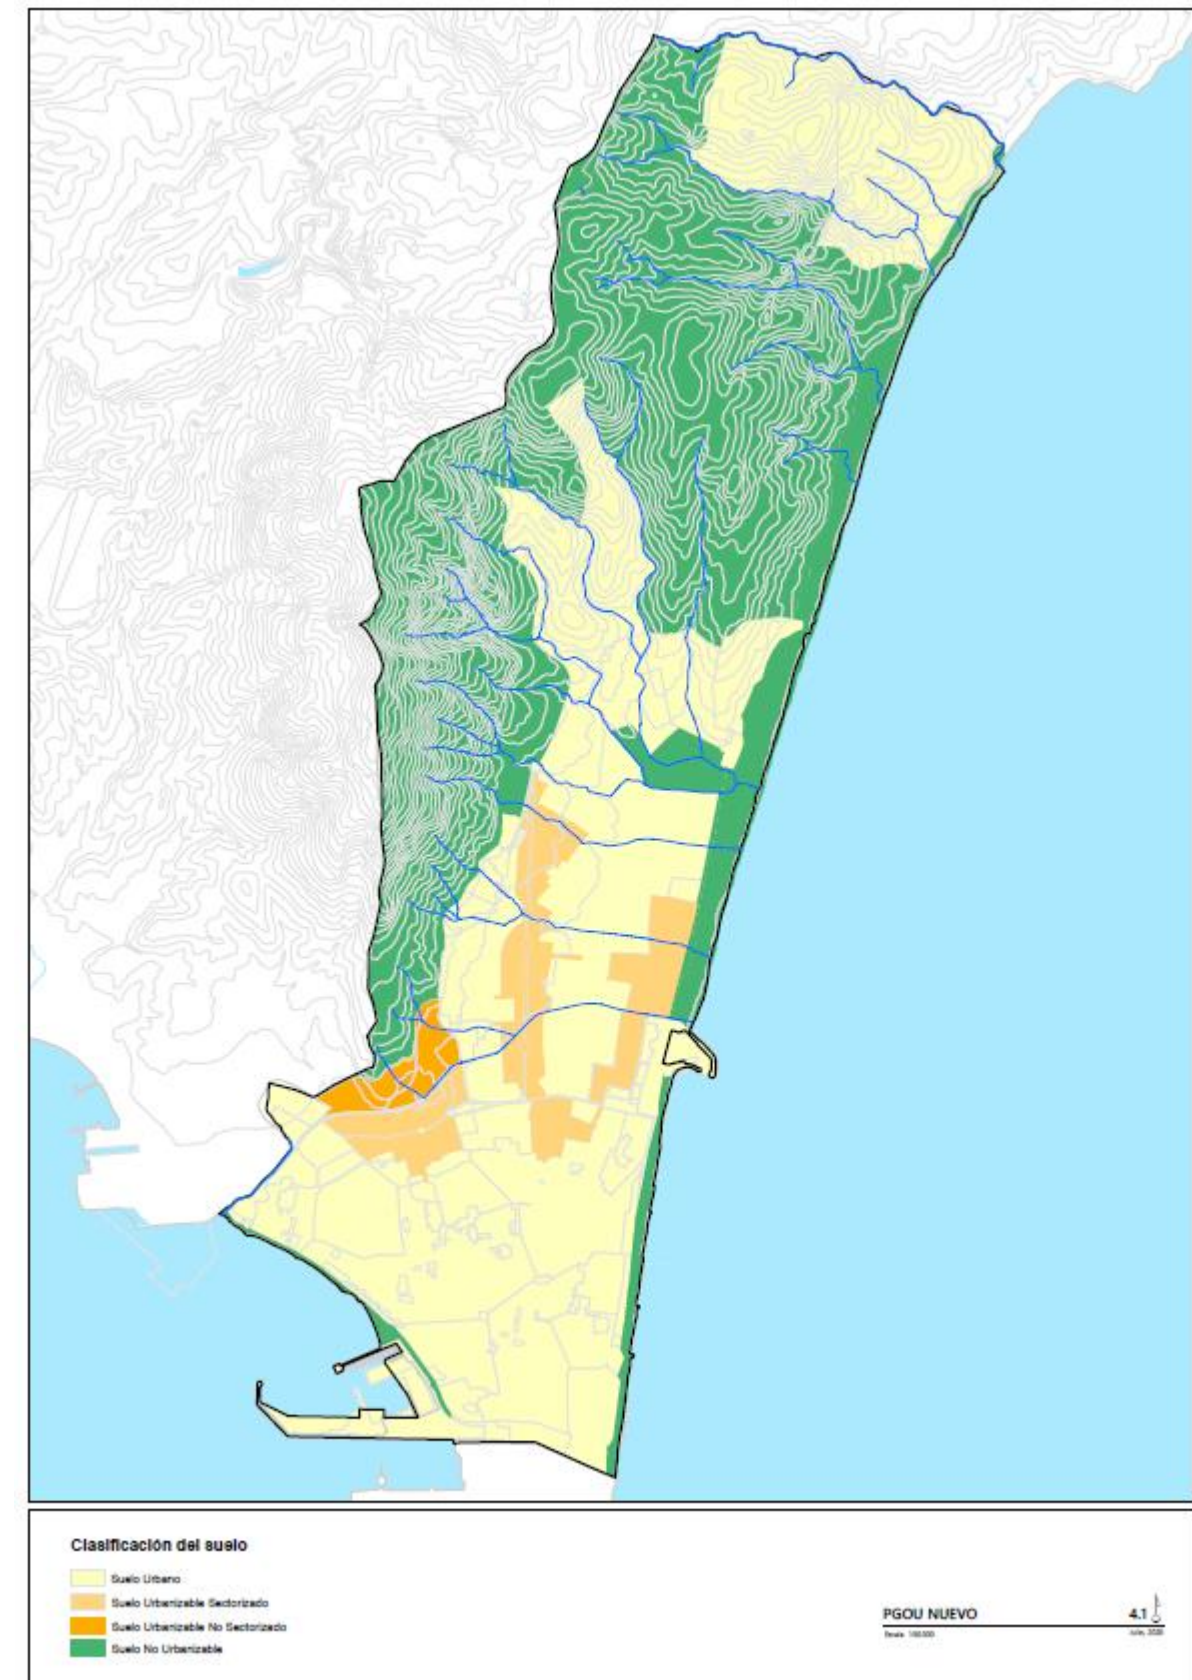 Clasificación del suelo
Suelo Urbano
Suelo Urbanizable Sectorizado
Suelo Urbanizable No Sectorizado
Suelo No Urbanizable
PGOU NUEVO 4.1